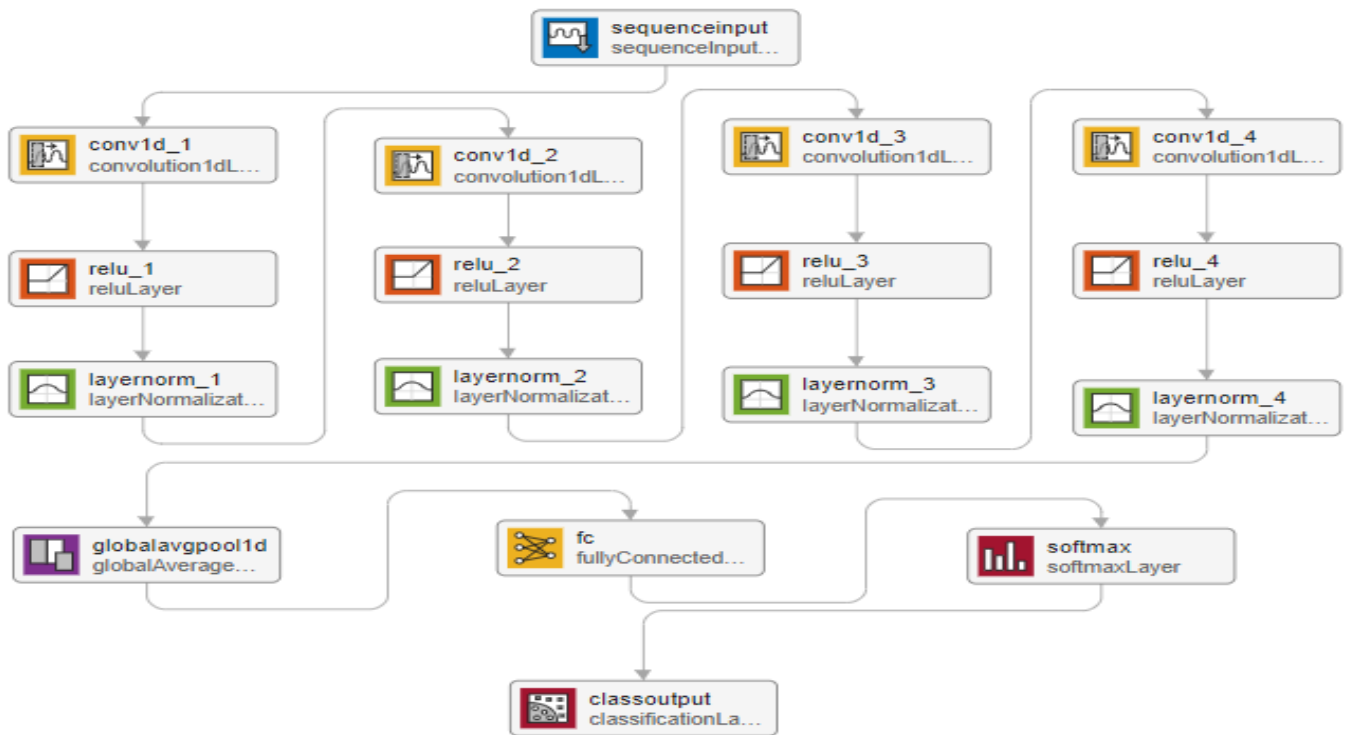 sequenceinput
sequenceInput...
conv1d_1
convolution1dL...
conv1d_2
convolution1dL...
conv1d_3
convolution1dL...
conv1d_4
convolution1dL...
relu_1
reluLayer
relu_2
reluLayer
relu_3
reluLayer
relu_4
reluLayer
layernorm_1
layerNormalizat...
layernorm_2
layerNormalizat...
layernorm_3
layerNormalizat...
layernorm_4
layerNormalizat...
globalavgpool1d
globalAverage...
fc
fullyConnected...
softmax
softmaxLayer
classoutput
classificationLa...